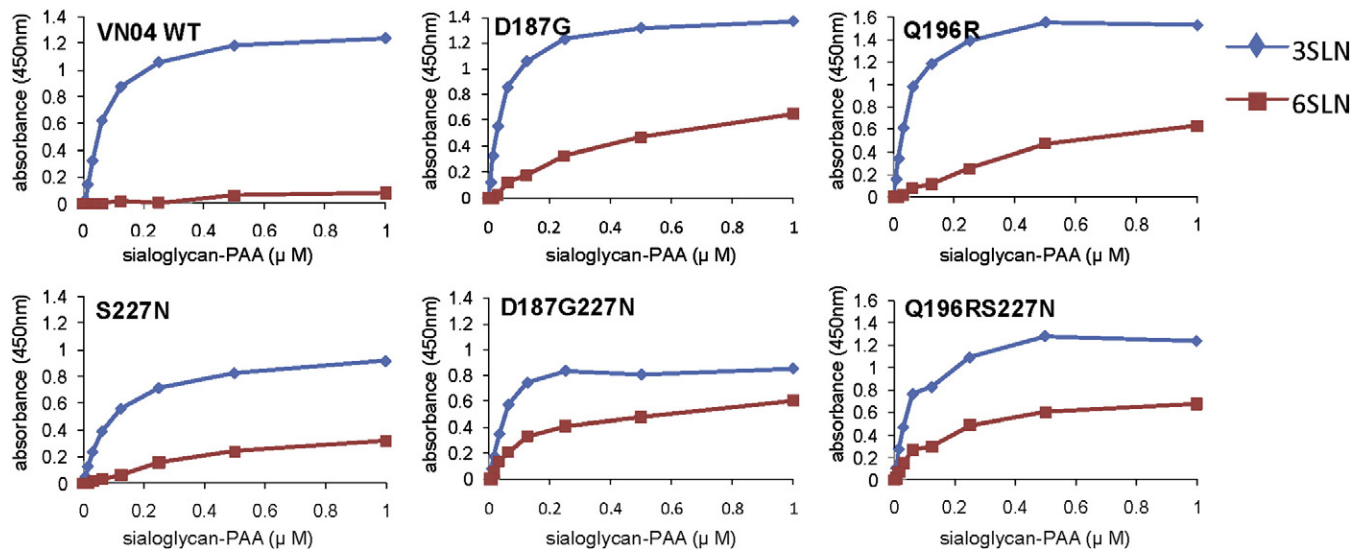 VN04 WT
absorbance (450nm)
1.4
1.2
1
0.8
0.6
0.4
0.2
0
0 0.2 0.4 0.6 0.8 1
sialoglycan-PAA (µ M)
D187G
absorbance (450nm)
1.4
1.2
1
0.8
0.6
0.4
0.2
0
0 0.2 0.4 0.6 0.8 1
sialoglycan-PAA (µ M)
Q196R
absorbance (450nm)
1.6
1.4
1.2
1
0.8
0.6
0.4
0.2
0
0 0.2 0.4 0.6 0.8 1
sialoglycan-PAA (µ M)
3SLN
6SLN
S227N
absorbance (450nm)
1.4
1.2
1
0.8
0.6
0.4
0.2
0
0 0.2 0.4 0.6 0.8 1
sialoglycan-PAA (µ M)
D187G227N
absorbance (450nm)
1.4
1.2
1
0.8
0.6
0.4
0.2
0
0 0.2 0.4 0.6 0.8 1
sialoglycan-PAA (µ M)
Q196RS227N
absorbance (450nm)
1.6
1.4
1.2
1
0.8
0.6
0.4
0.2
0
0 0.2 0.4 0.6 0.8 1
sialoglycan-PAA (µ M)